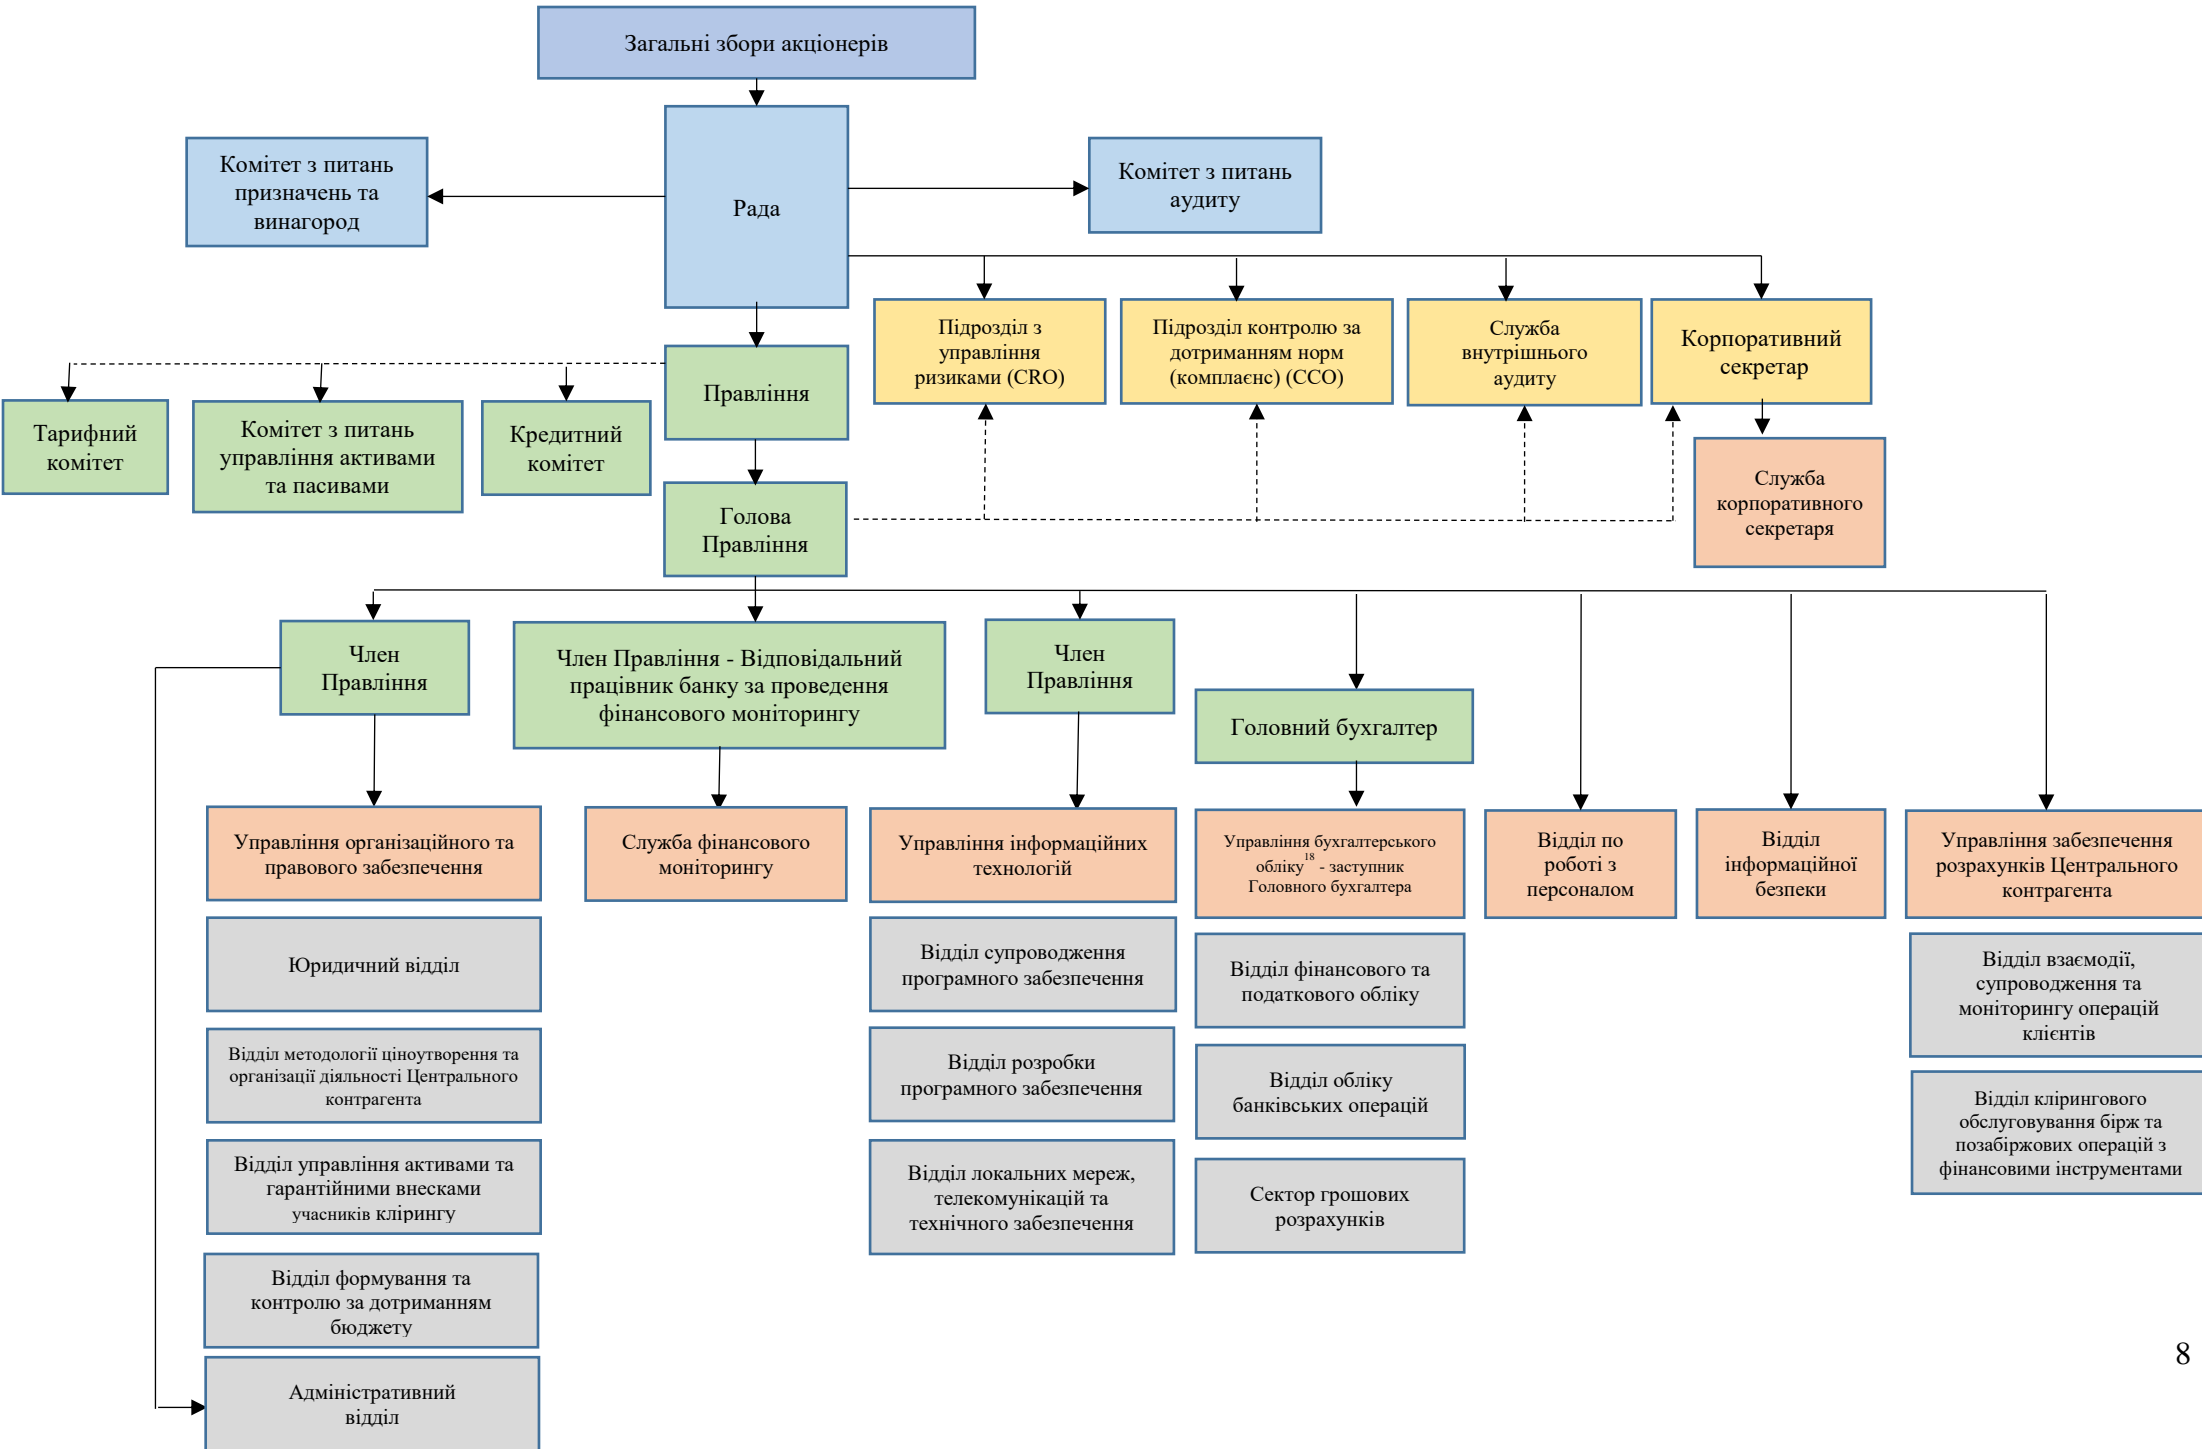 Загальні збори акціонерів
Комітет з питань
призначень та
винагород
Рада
Комітет з питань
аудиту
Підрозділ з
управління
ризиками (CRO)
Підрозділ контролю за
дотриманням норм
(комплаєнс) (CCO)
Служба
внутрішнього
аудиту
Корпоративний
секретар
Правління
Тарифний
комітет
Комітет з питань
управління активами
та пасивами
Кредитний
комітет
Служба
корпоративного
секретаря
Голова
Правління
Член
Правління
Член Правління - Відповідальний
працівник банку за проведення
фінансового моніторингу
Член
Правління
Головний бухгалтер
Управління організаційного та
правового забезпечення
Служба фінансового
моніторингу
Управління інформаційних
технологій
Управління бухгалтерського
обліку18 - заступник
Головного бухгалтера
Відділ по
роботі з
персоналом
Відділ
інформаційної
безпеки
Управління забезпечення
розрахунків Центрального
контрагента
Юридичний відділ
Відділ супроводження
програмного забезпечення
Відділ фінансового та
податкового обліку
Відділ взаємодії,
супроводження та
моніторингу операцій
клієнтів
Відділ методології ціноутворення та
організації діяльності Центрального
контрагента
Відділ розробки
програмного забезпечення
Відділ обліку
банківських операцій
Відділ клірингового
обслуговування бірж та
позабіржових операцій з
фінансовими інструментами
Відділ управління активами та
гарантійними внесками
учасників клірингу
Відділ локальних мереж,
телекомунікацій та
технічного забезпечення
Сектор грошових
розрахунків
Відділ формування та
контролю за дотриманням
бюджету
Адміністративний
відділ
8